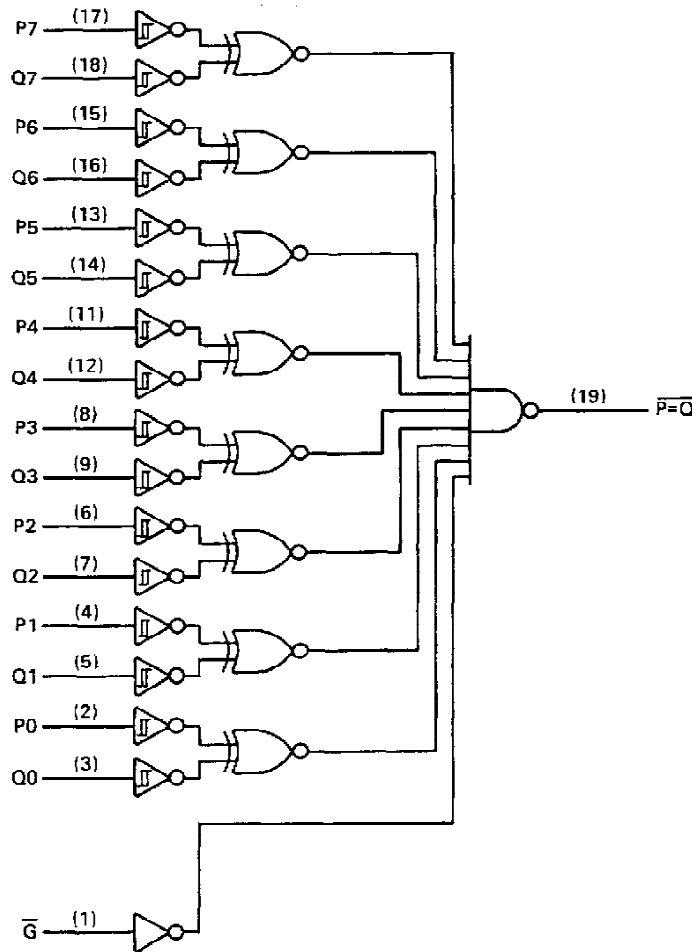 P7 (17)
Q7 (18)
P6 (15)
Q6 (16)
P5 (13)
Q5 (14)
P4 (11)
Q4 (12)
P3 (8)
Q3 (9)
P2 (6)
Q2 (7)
P1 (4)
Q1 (5)
P0 (2)
Q0 (3)
G̅ (1)
(19) P̅=̅Q̅